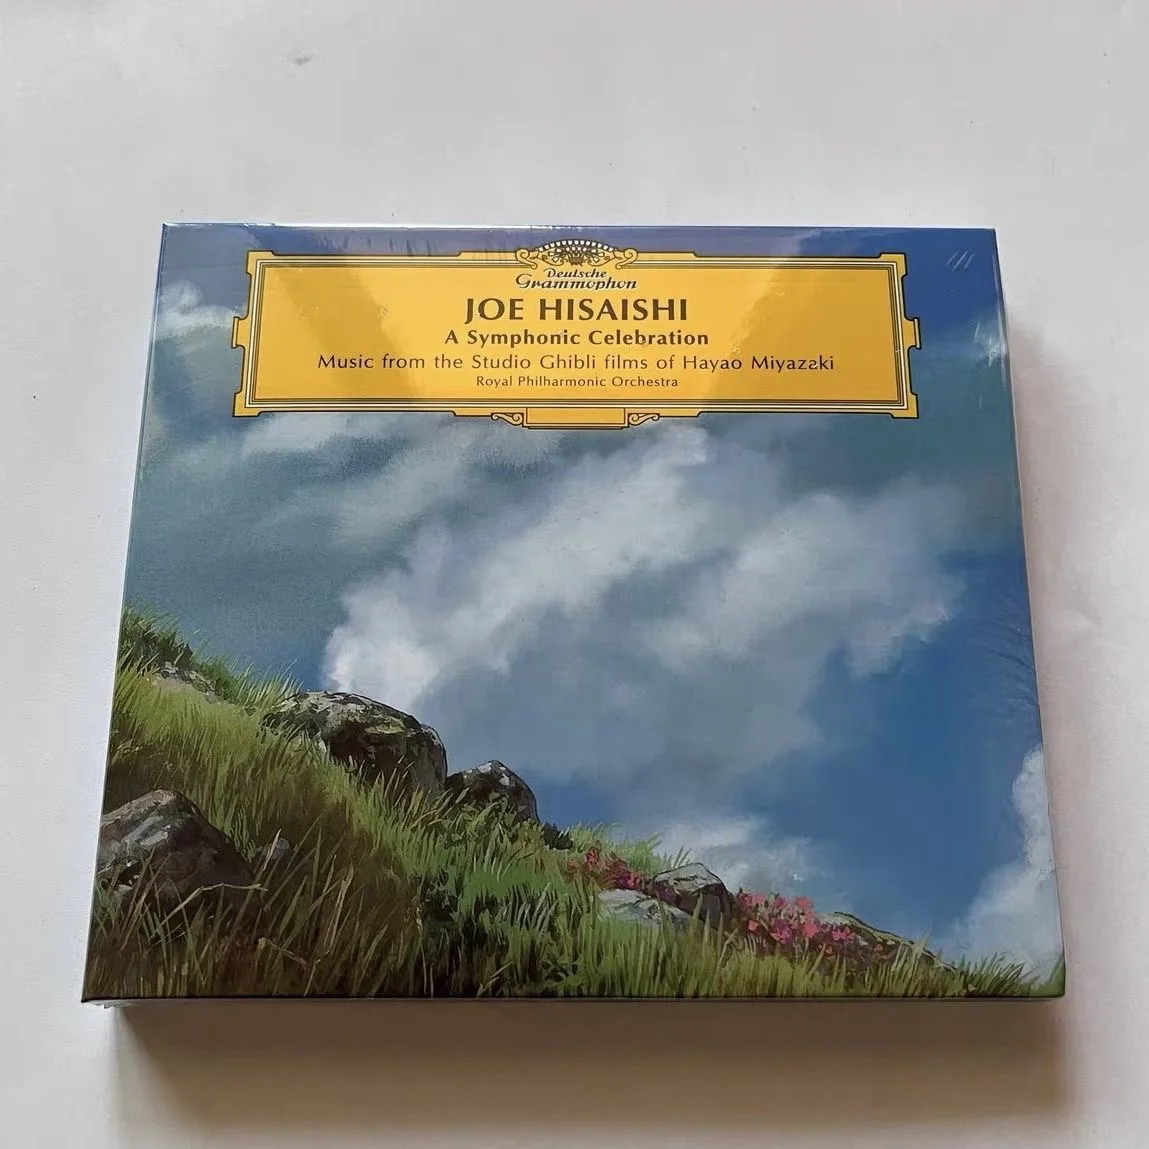 Deutsche
Grammophon
JOE HISAISHI
A Symphonic Celebration
Music from the Studio Ghibli films of Hayao Miyazaki
Royal Philharmonic Orchestra